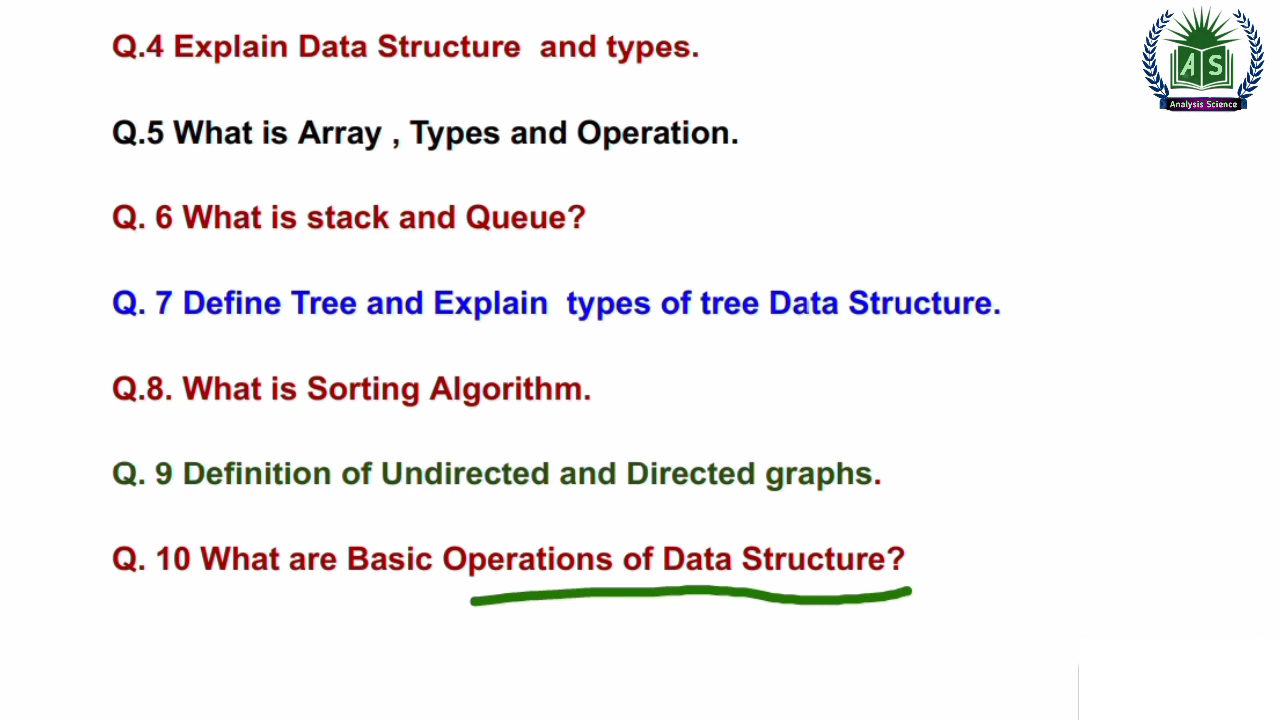 Q.4 Explain Data Structure and types.
A S
Analysis Science
Q.5 What is Array , Types and Operation.
Q. 6 What is stack and Queue?
Q. 7 Define Tree and Explain types of tree Data Structure.
Q.8. What is Sorting Algorithm.
Q. 9 Definition of Undirected and Directed graphs.
Q. 10 What are Basic Operations of Data Structure?